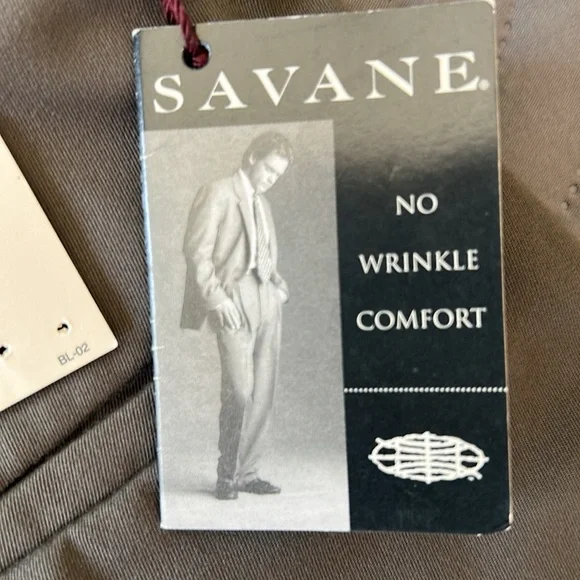 SAVANE®
NO
WRINKLE
COMFORT
BL-02